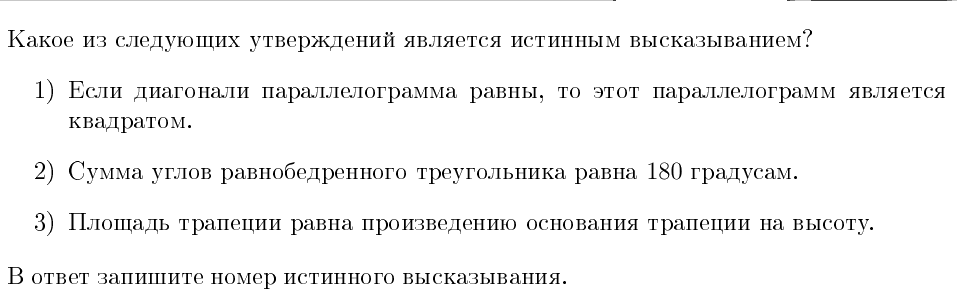 Какое из следующих утверждений является истинным высказыванием?
1) Если диагонали параллелограмма равны, то этот параллелограмм является
квадратом.
2) Сумма углов равнобедренного треугольника равна 180 градусам.
3) Площадь трапеции равна произведению основания трапеции на высоту.
В ответ запишите номер истинного высказывания.